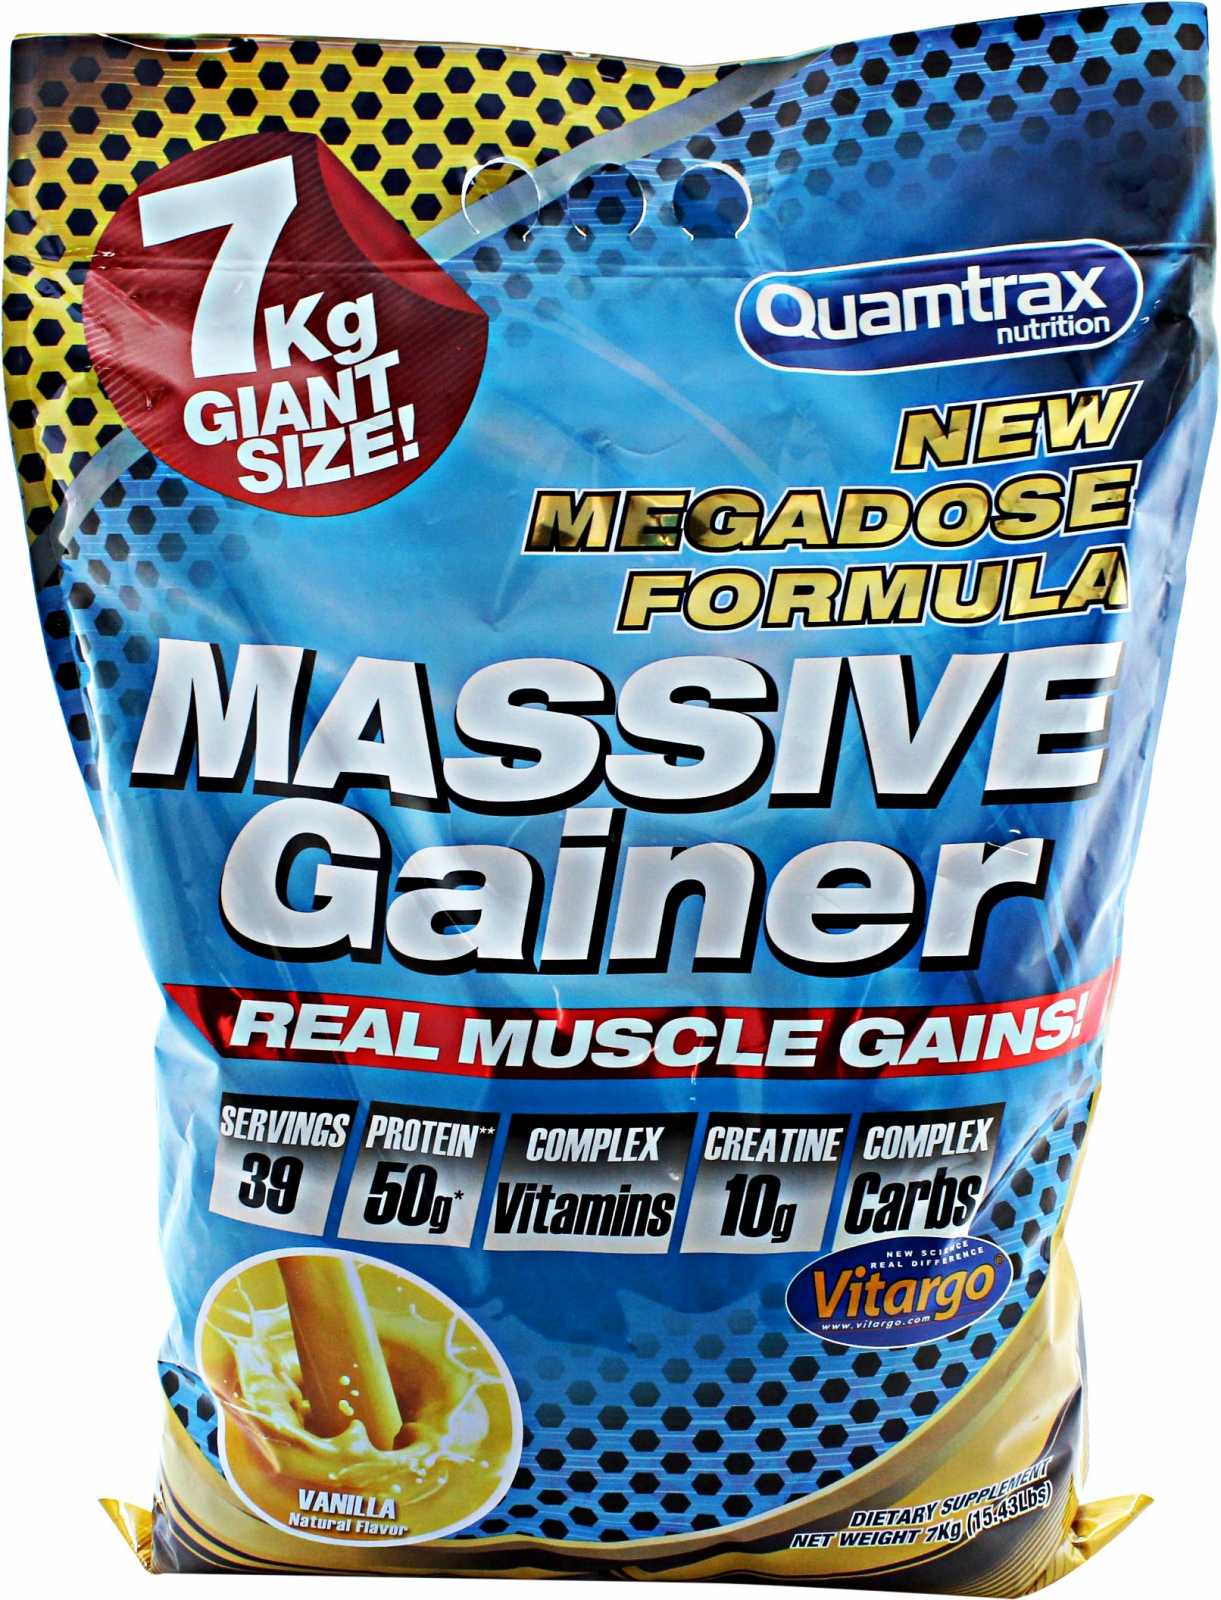 7
Kg
GIANT
SIZE!
Quamtrax
nutrition
NEW
MEGADOSE
FORMULA
MASSIVE
Gainer
REAL MUSCLE GAINS!
SERVINGS
39
PROTEIN**
50g*
COMPLEX
Vitamins
CREATINE
10g
COMPLEX
Carbs
NEW SCIENCE
REAL DIFFERENCE
Vitargo®
www.vitargo.com
VANILLA
Natural Flavor
DIETARY SUPPLEMENT
NET WEIGHT 7Kg (15.43Lbs)